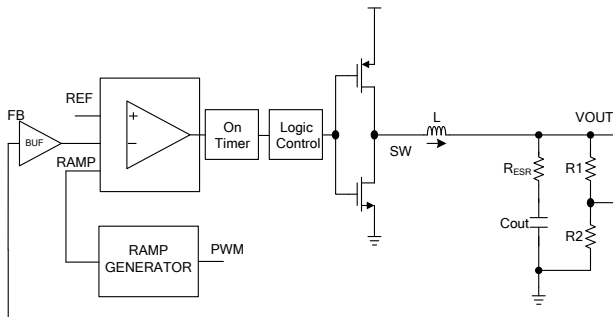 FB
BUF
REF
RAMP
+
−
On
Timer
Logic
Control
SW
L
VOUT
RESR
R1
Cout
R2
RAMP
GENERATOR
PWM